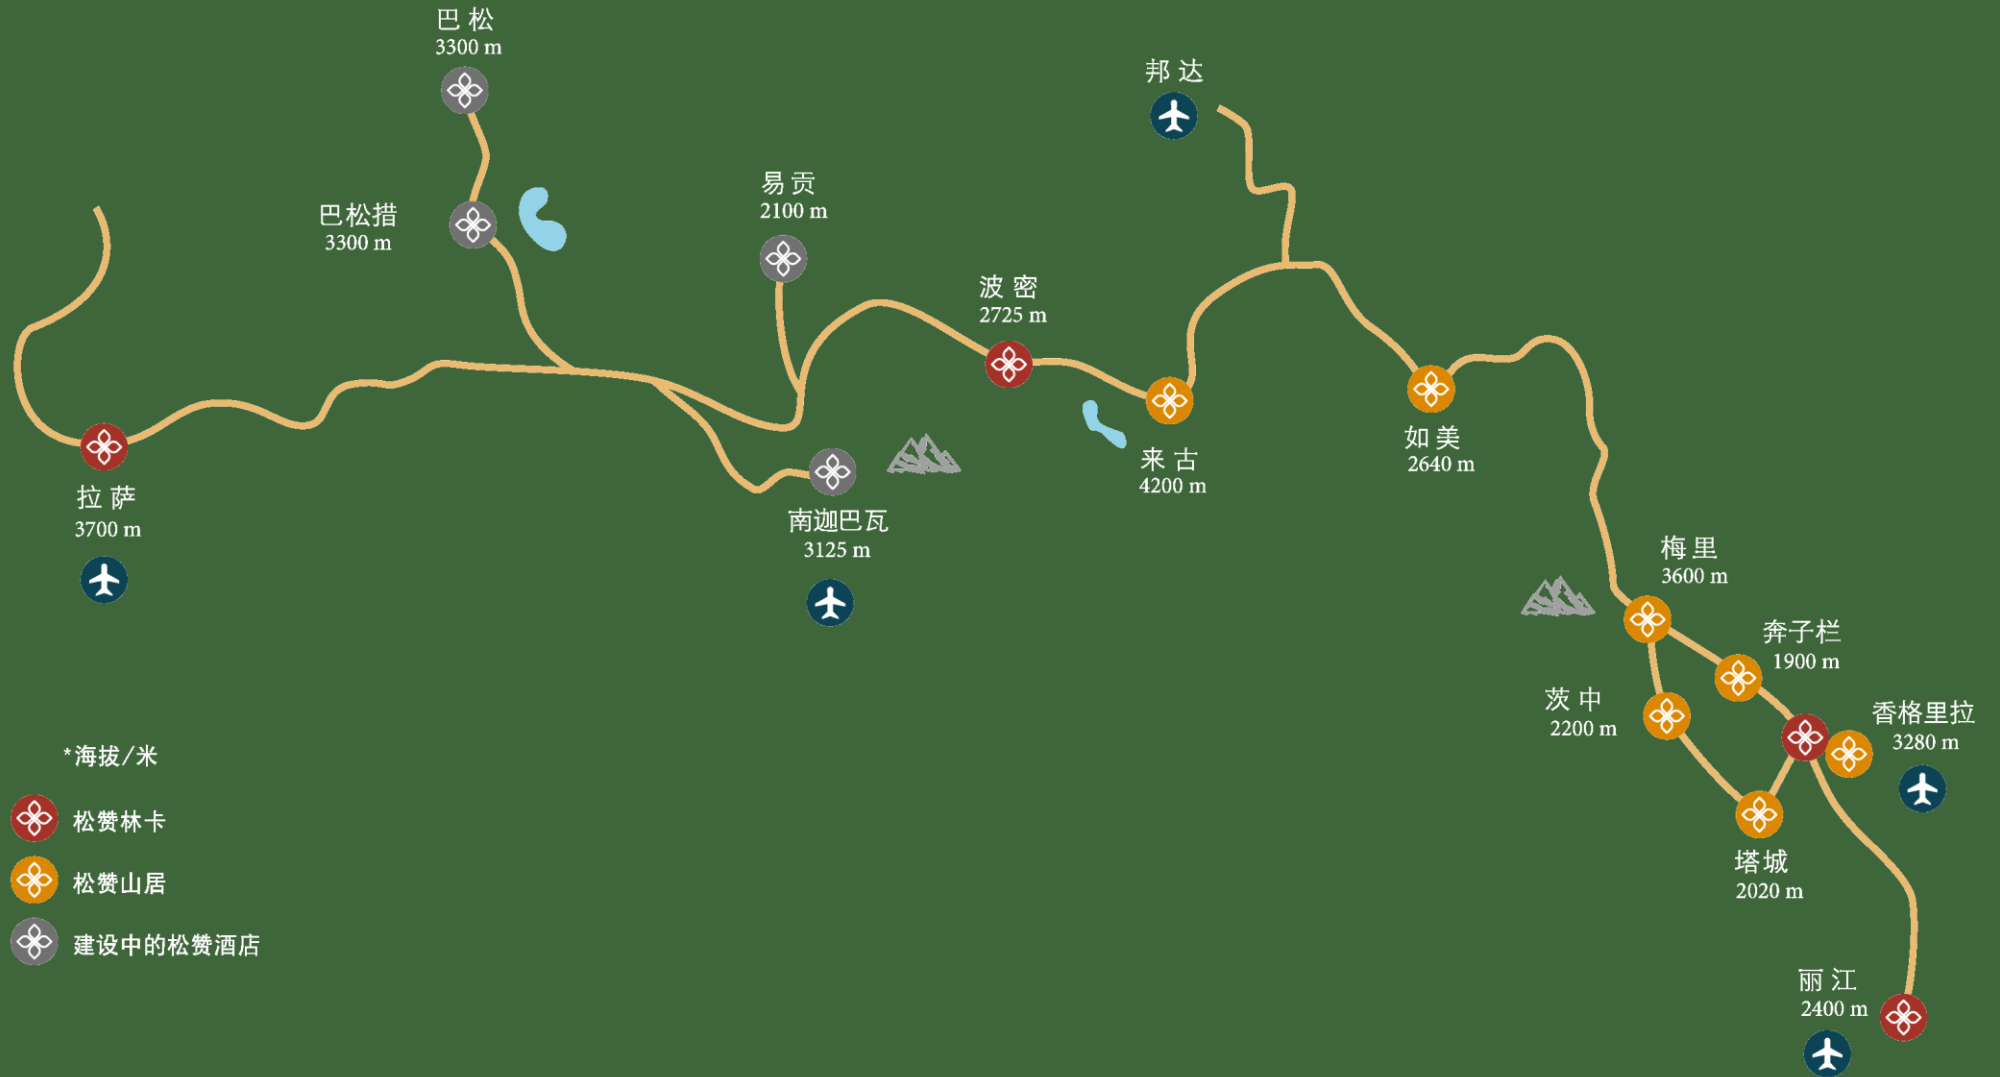 巴松
3300 m
邦达
巴松措
3300 m
易贡
2100 m
波密
2725 m
来古
4200 m
如美
2640 m
拉萨
3700 m
南迦巴瓦
3125 m
梅里
3600 m
奔子栏
1900 m
茨中
2200 m
香格里拉
3280 m
塔城
2020 m
丽江
2400 m
*海拔/米
松赞林卡
松赞山居
建设中的松赞酒店